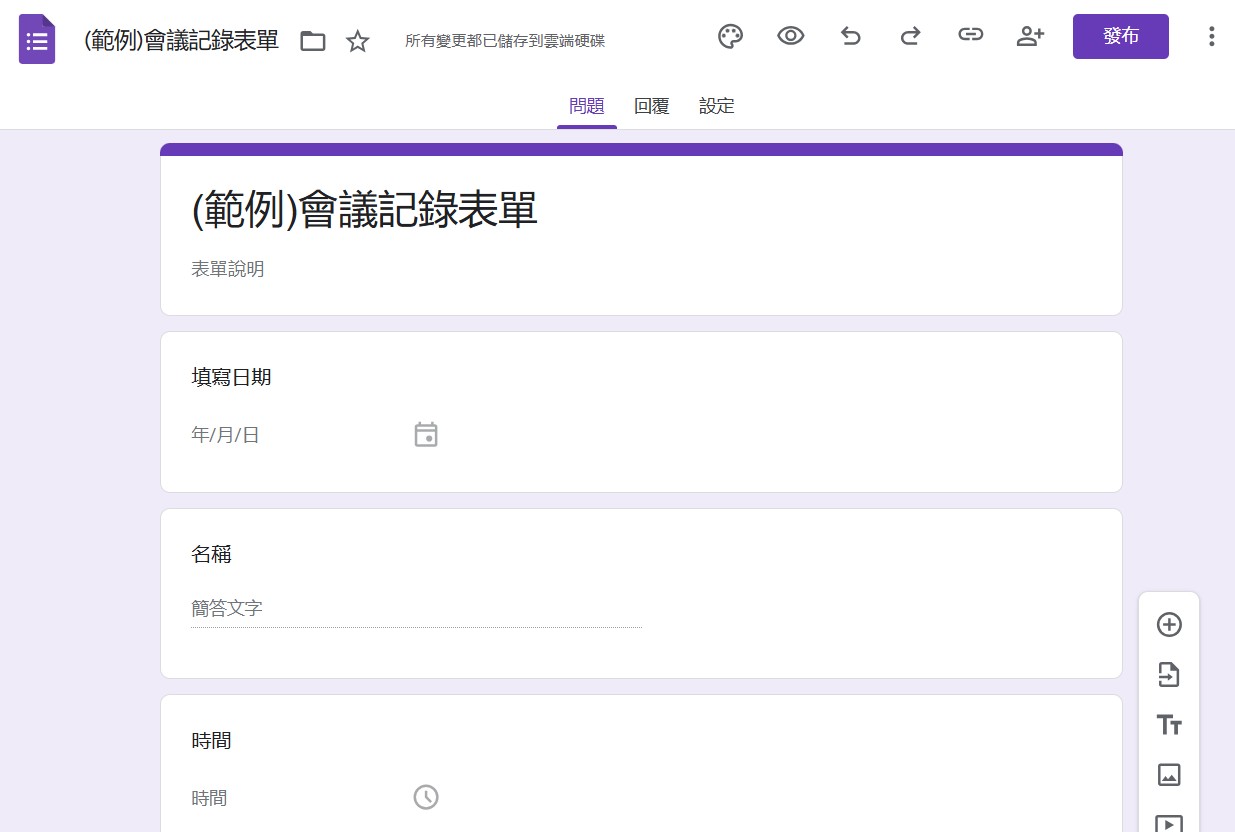 (範例)會議記錄表單
所有變更都已儲存到雲端硬碟
發布
問題 回覆 設定
(範例)會議記錄表單
表單說明
填寫日期
年/月/日
名稱
簡答文字
時間
時間